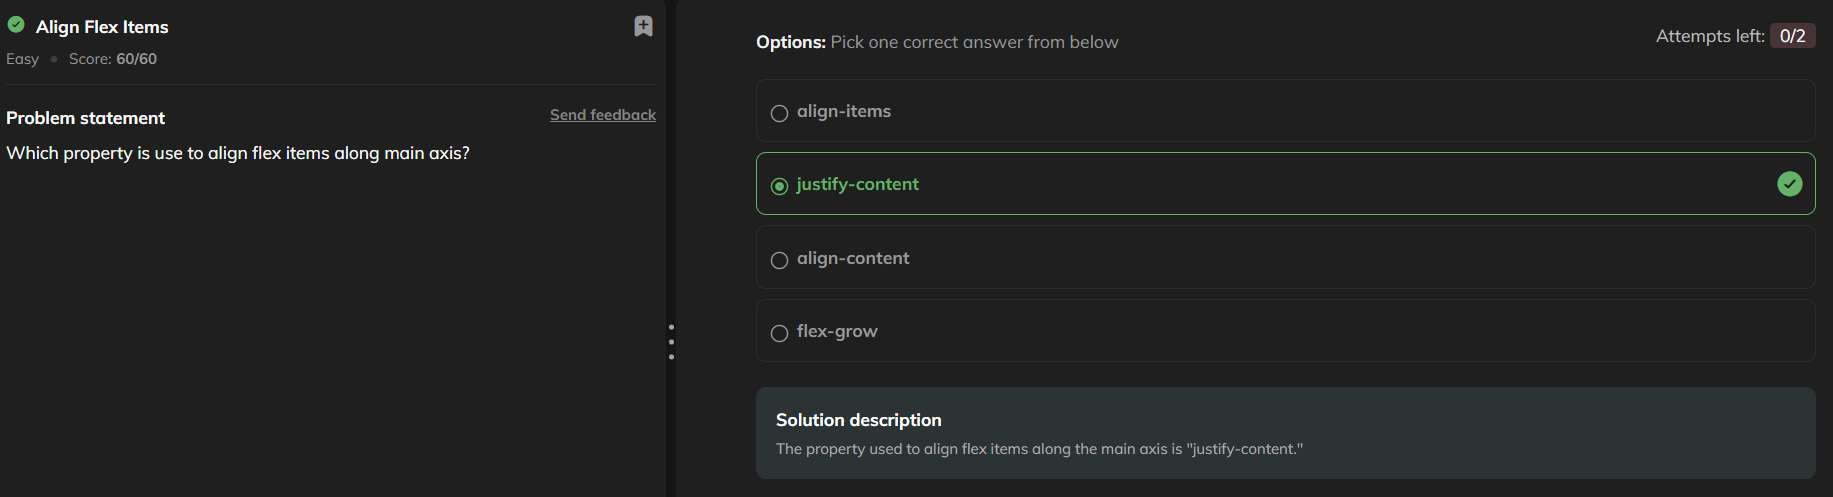 Align Flex Items
Easy • Score: 60/60
Problem statement
Send feedback
Which property is use to align flex items along main axis?
Options: Pick one correct answer from below
Attempts left: 0/2
align-items
justify-content
align-content
flex-grow
Solution description
The property used to align flex items along the main axis is "justify-content."